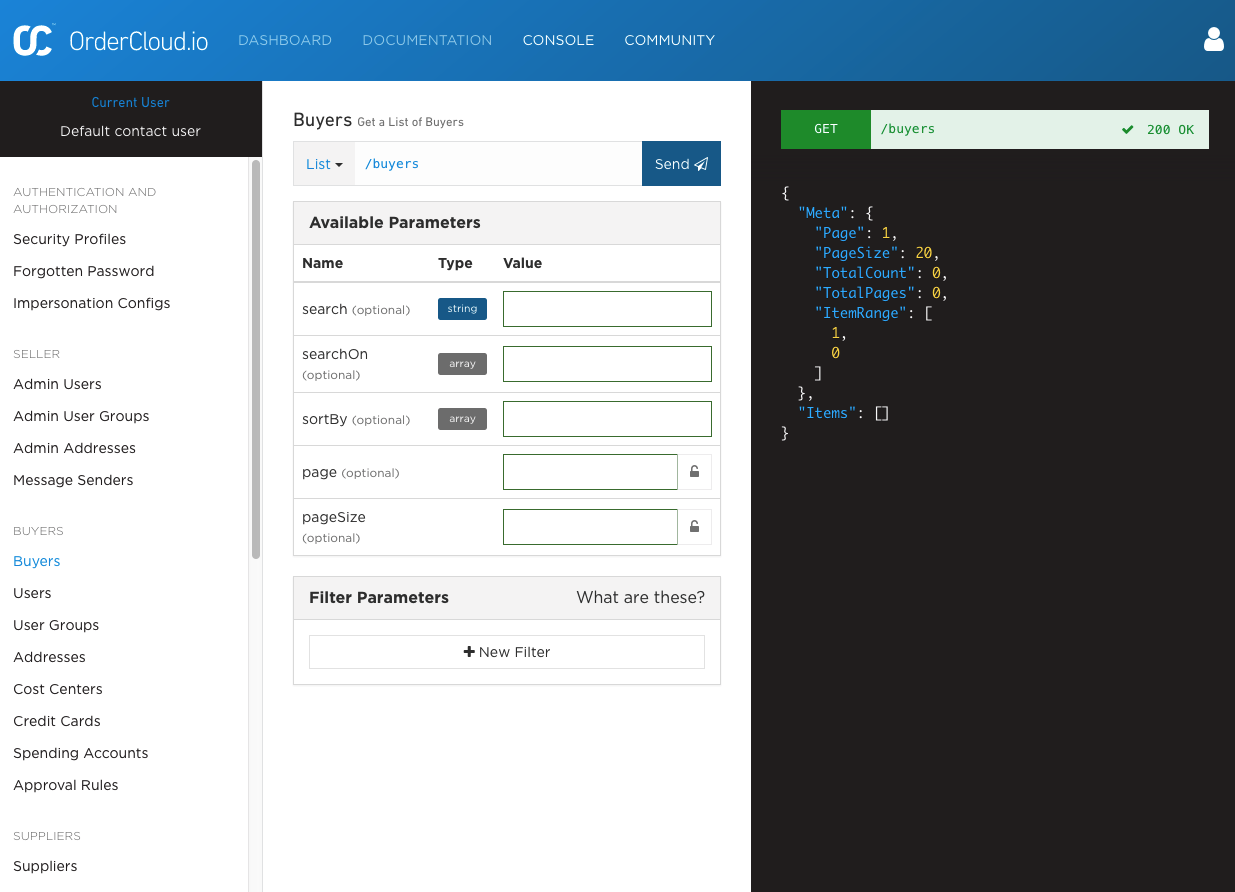 OrderCloud.io DASHBOARD DOCUMENTATION CONSOLE COMMUNITY
Current User
Default contact user
AUTHENTICATION AND
AUTHORIZATION
Security Profiles
Forgotten Password
Impersonation Configs
SELLER
Admin Users
Admin User Groups
Admin Addresses
Message Senders
BUYERS
Buyers
Users
User Groups
Addresses
Cost Centers
Credit Cards
Spending Accounts
Approval Rules
SUPPLIERS
Suppliers
Buyers Get a List of Buyers
List /buyers Send
Available Parameters
Name Type Value
search (optional) string
searchOn
(optional) array
sortBy (optional) array
page (optional)
pageSize
(optional)
Filter Parameters What are these?
+ New Filter
GET /buyers ✔ 200 OK
{
"Meta": {
"Page": 1,
"PageSize": 20,
"TotalCount": 0,
"TotalPages": 0,
"ItemRange": [
1,
0
]
},
"Items": []
}